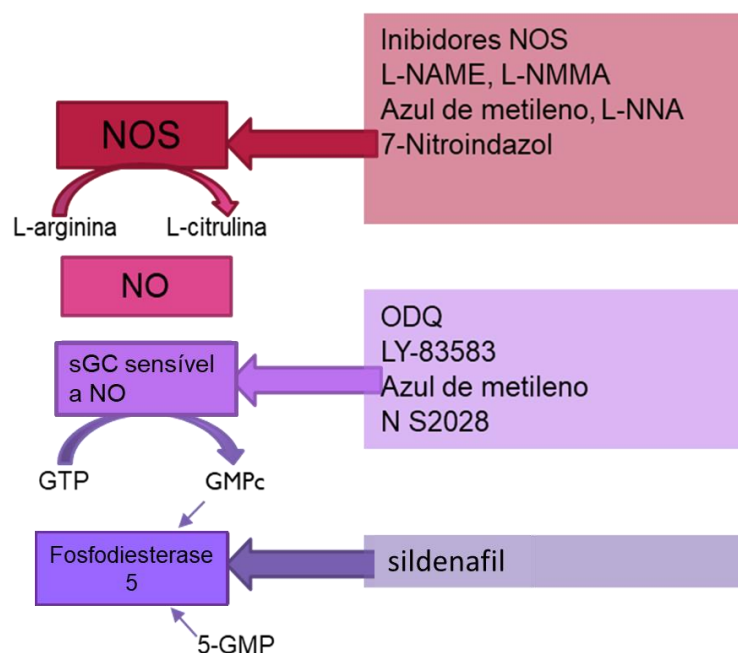 Inibidores NOS
L-NAME, L-NMMA
Azul de metileno, L-NNA
7-Nitroindazol
NOS
L-arginina
L-citrulina
NO
ODQ
LY-83583
Azul de metileno
N S2028
sGC sensível
a NO
GTP
GMPc
Fosfodiesterase
5
sildenafil
5-GMP